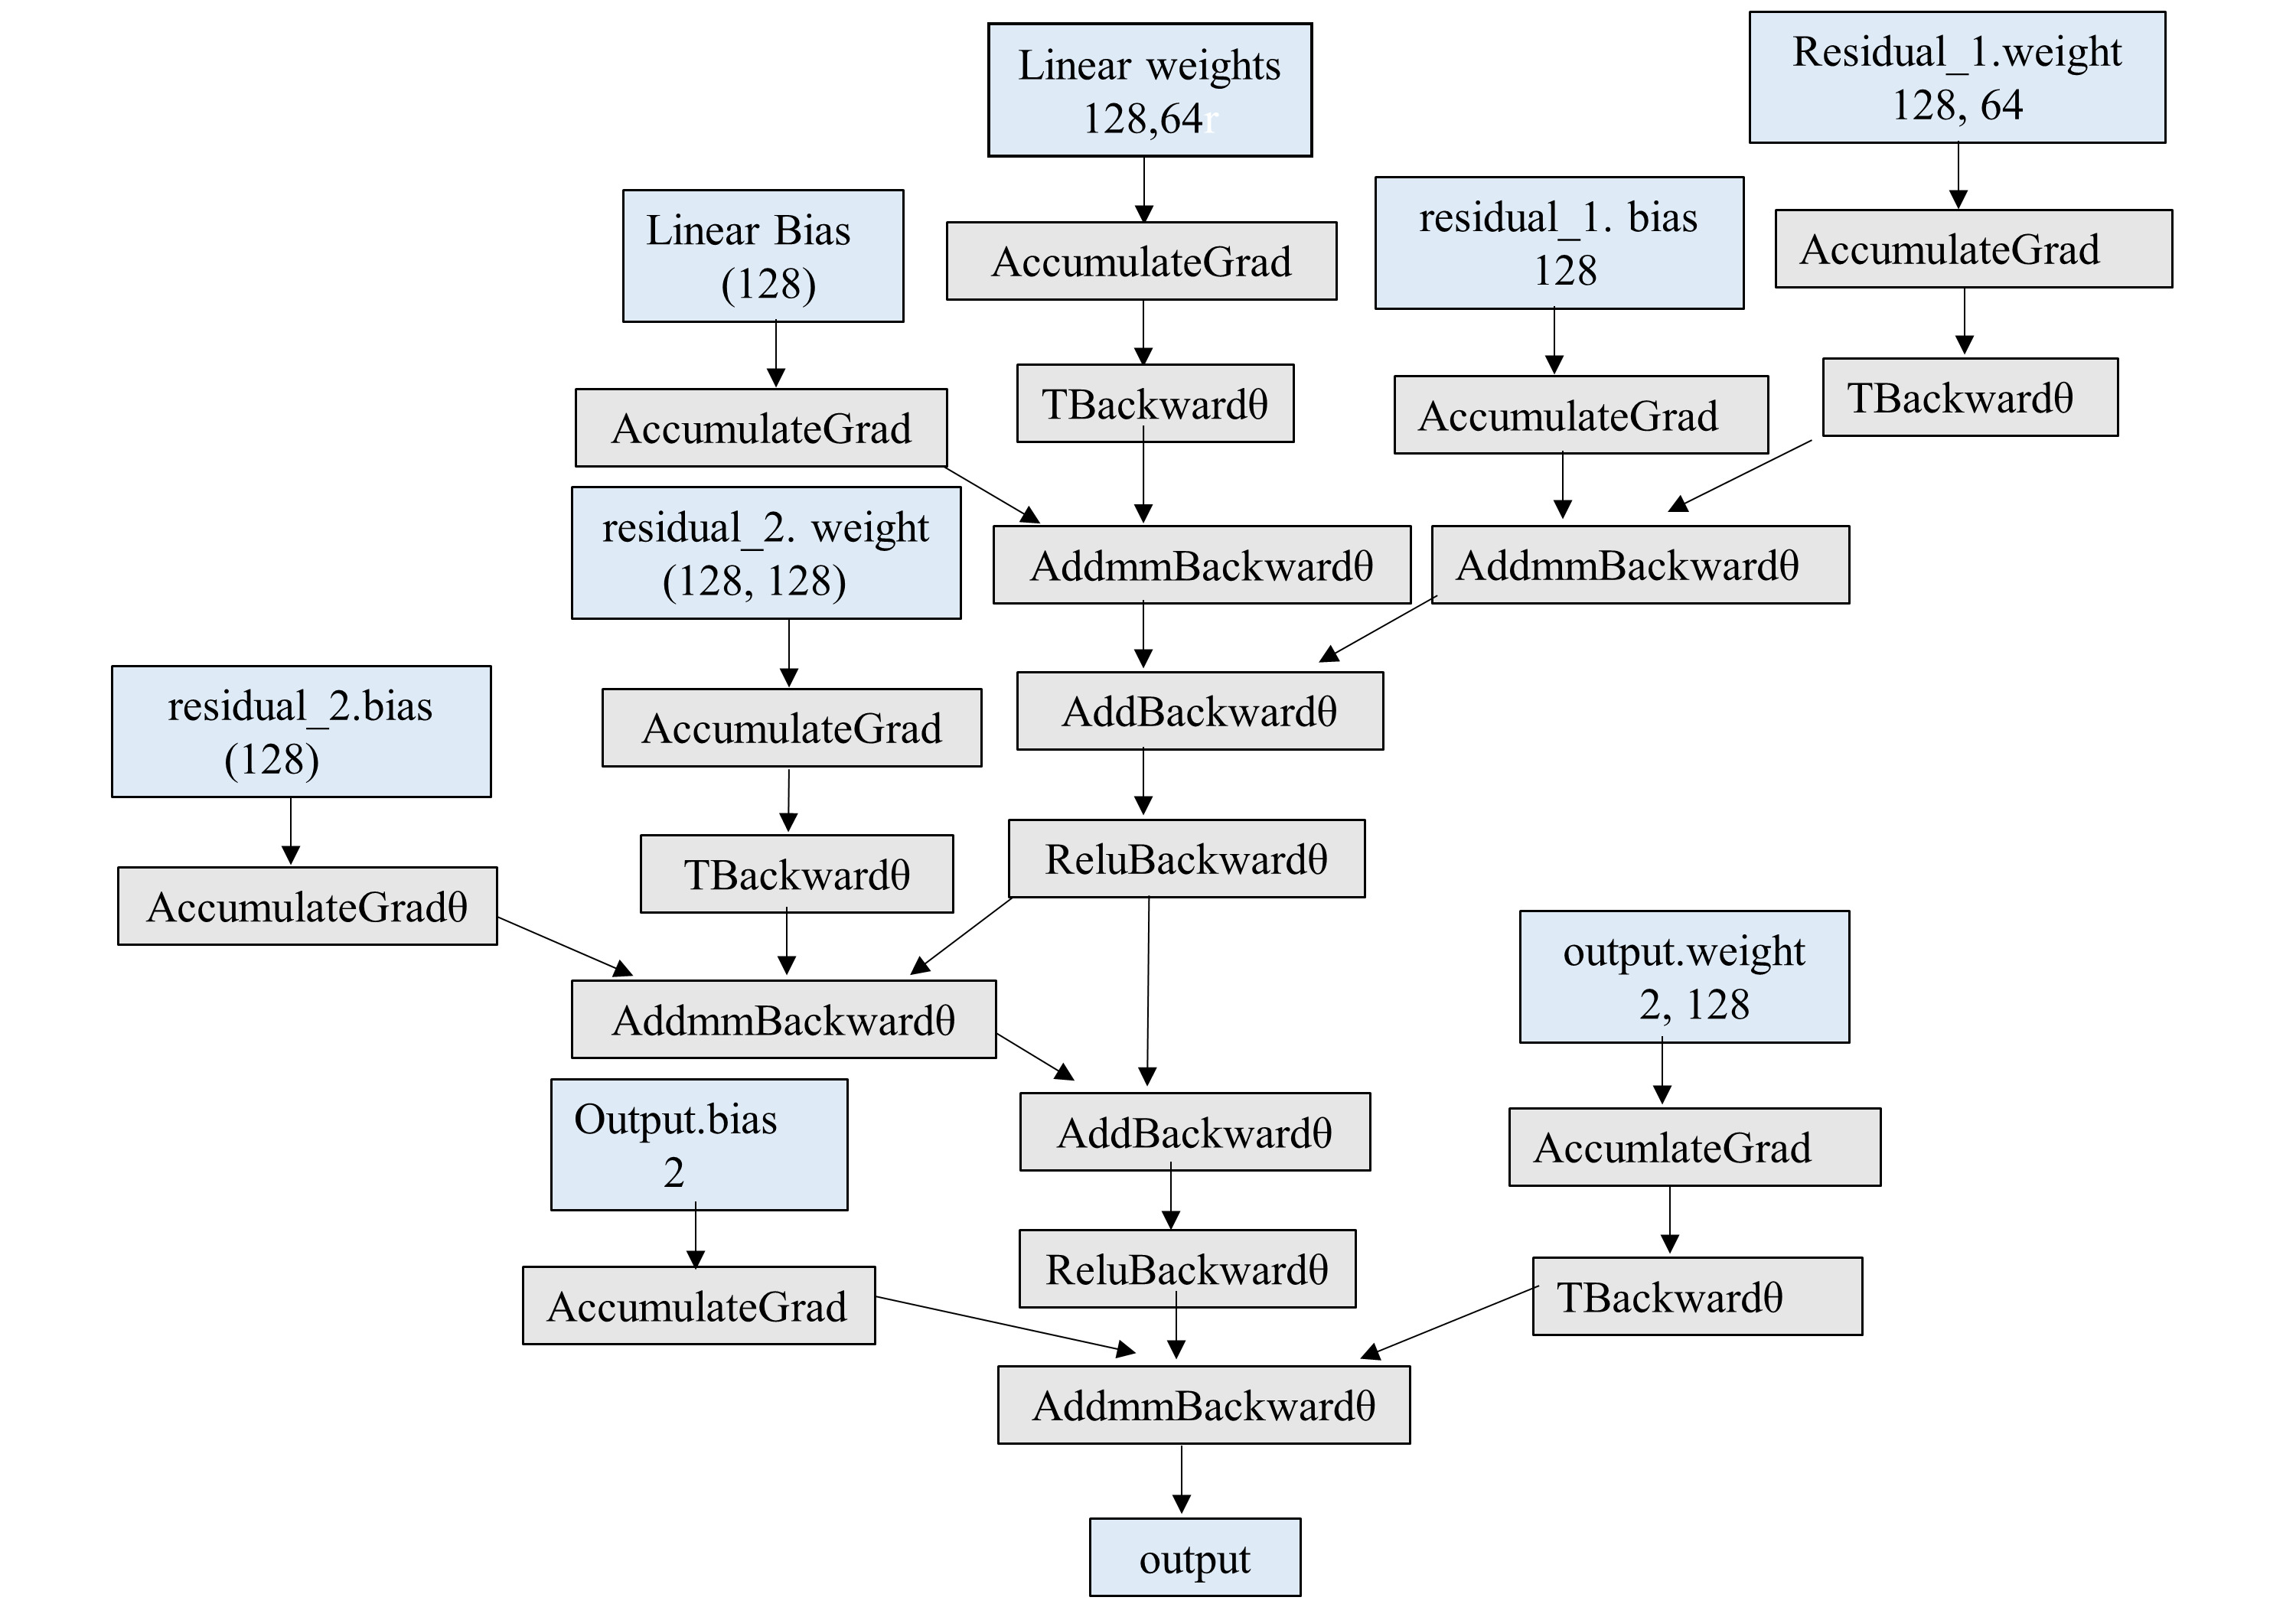 Linear weights
128,64r
Residual_1.weight
128, 64
Linear Bias
(128)
AccumulateGrad
residual_1. bias
128
AccumulateGrad
AccumulateGrad
TBackwardθ
AccumulateGrad
TBackwardθ
residual_2. weight
(128, 128)
AddmmBackwardθ
AddmmBackwardθ
residual_2.bias
(128)
AccumulateGrad
AddBackwardθ
AccumulateGradθ
TBackwardθ
ReluBackwardθ
output.weight
2, 128
AddmmBackwardθ
Output.bias
2
AddBackwardθ
AccumlateGrad
AccumulateGrad
ReluBackwardθ
TBackwardθ
AddmmBackwardθ
output